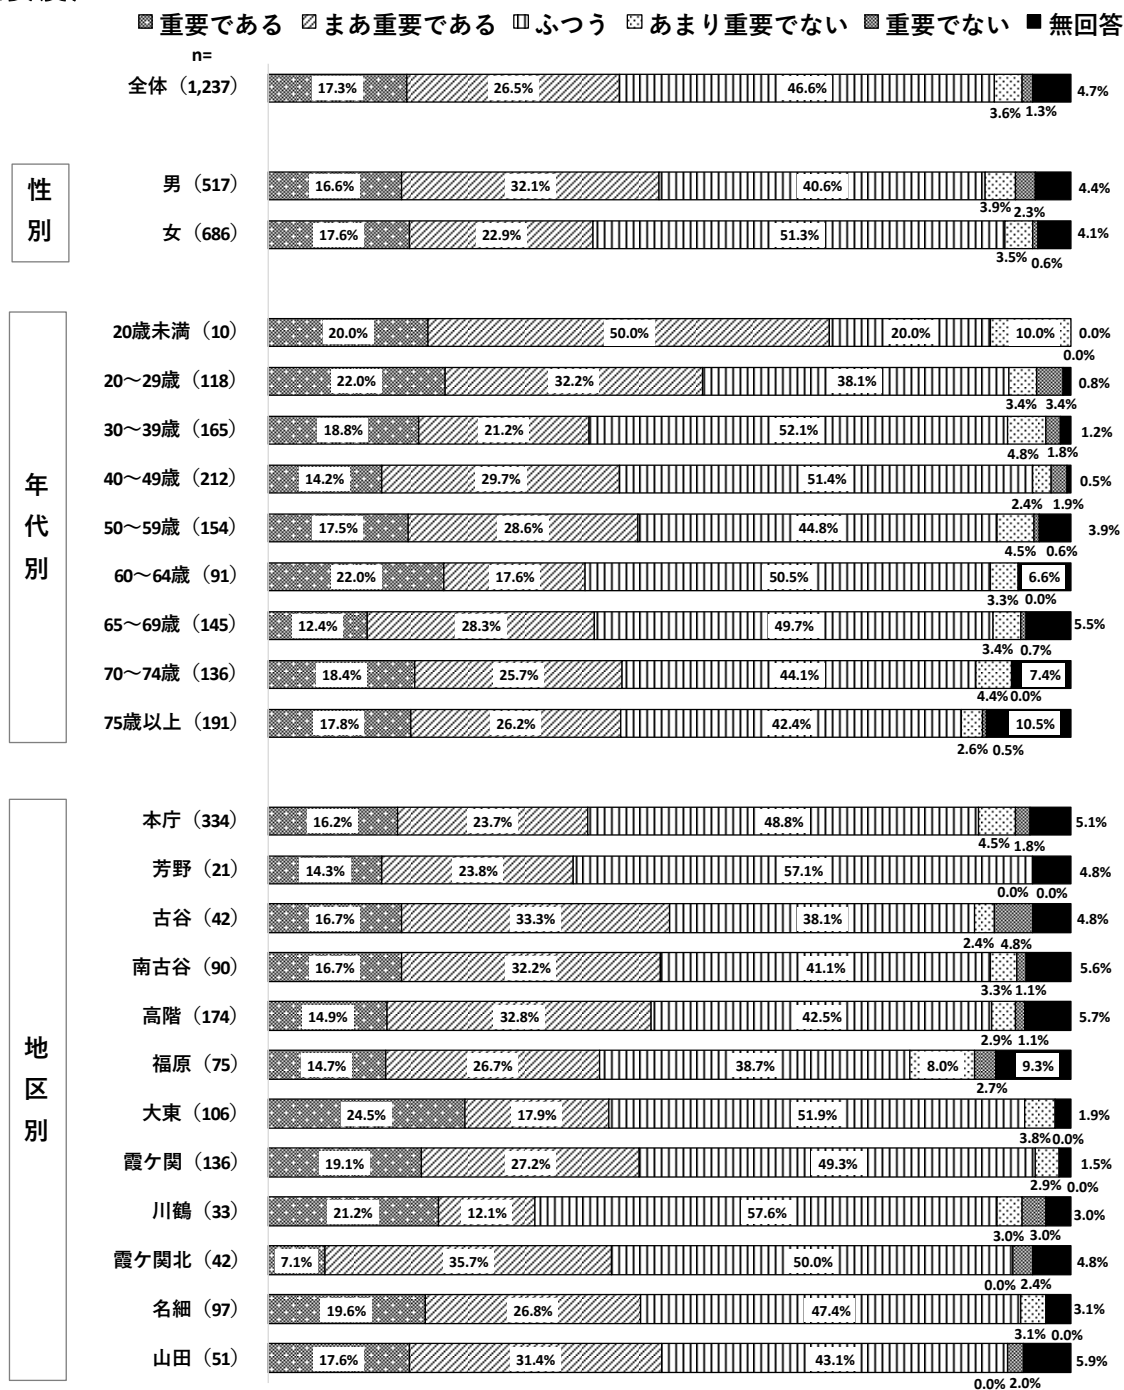 重要である まあ重要である ふつう あまり重要でない 重要でない 無回答
n=
全体（1,237） 17.3% 26.5% 46.6% 4.7%
3.6% 1.3%
性別
男（517） 16.6% 32.1% 40.6% 4.4%
3.9% 2.3%
女（686） 17.6% 22.9% 51.3% 4.1%
3.5% 0.6%
年代別
20歳未満（10） 20.0% 50.0% 20.0% 10.0% 0.0%
0.0%
20～29歳（118） 22.0% 32.2% 38.1% 0.8%
3.4% 3.4%
30～39歳（165） 18.8% 21.2% 52.1% 1.2%
4.8% 1.8%
40～49歳（212） 14.2% 29.7% 51.4% 0.5%
2.4% 1.9%
50～59歳（154） 17.5% 28.6% 44.8% 3.9%
4.5% 0.6%
60～64歳（91） 22.0% 17.6% 50.5% 6.6%
3.3% 0.0%
65～69歳（145） 12.4% 28.3% 49.7% 5.5%
3.4% 0.7%
70～74歳（136） 18.4% 25.7% 44.1% 7.4%
4.4% 0.0%
75歳以上（191） 17.8% 26.2% 42.4% 10.5%
2.6% 0.5%
地区別
本庁（334） 16.2% 23.7% 48.8% 5.1%
4.5% 1.8%
芳野（21） 14.3% 23.8% 57.1% 4.8%
0.0% 0.0%
古谷（42） 16.7% 33.3% 38.1% 4.8%
2.4% 4.8%
南古谷（90） 16.7% 32.2% 41.1% 5.6%
3.3% 1.1%
高階（174） 14.9% 32.8% 42.5% 5.7%
2.9% 1.1%
福原（75） 14.7% 26.7% 38.7% 8.0% 9.3%
2.7%
大東（106） 24.5% 17.9% 51.9% 1.9%
3.8% 0.0%
霞ケ関（136） 19.1% 27.2% 49.3% 1.5%
2.9% 0.0%
川鶴（33） 21.2% 12.1% 57.6% 3.0%
3.0% 3.0%
霞ケ関北（42） 7.1% 35.7% 50.0% 4.8%
0.0% 2.4%
名細（97） 19.6% 26.8% 47.4% 3.1%
3.1% 0.0%
山田（51） 17.6% 31.4% 43.1% 5.9%
0.0% 2.0%